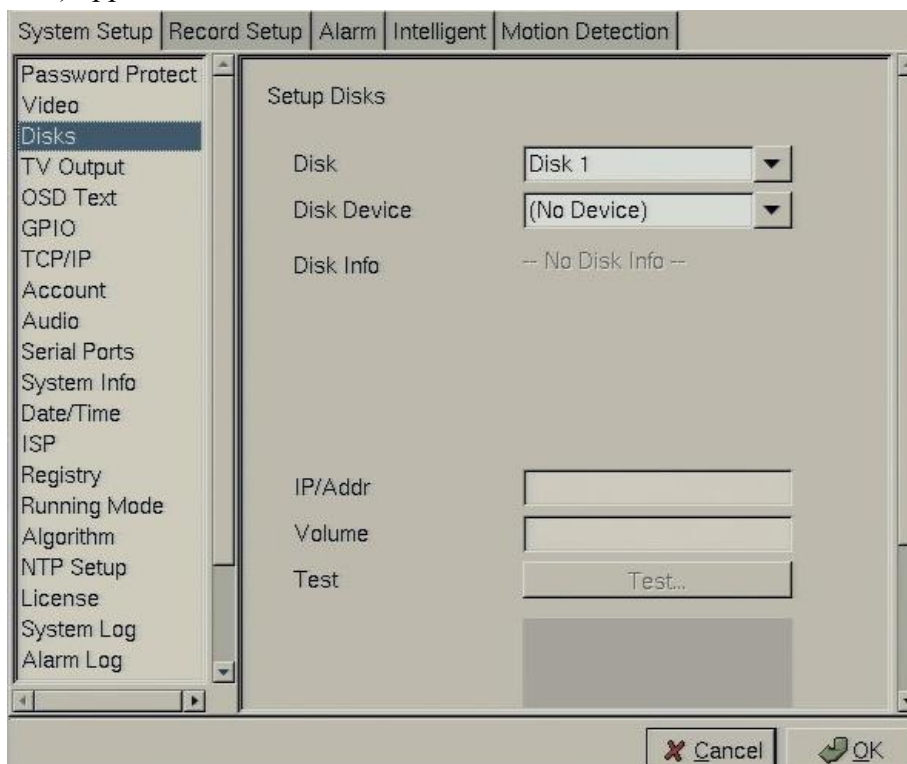 System Setup Record Setup Alarm Intelligent Motion Detection
Password Protect
Video
Disks
TV Output
OSD Text
GPIO
TCP/IP
Account
Audio
Serial Ports
System Info
Date/Time
ISP
Registry
Running Mode
Algorithm
NTP Setup
License
System Log
Alarm Log
Setup Disks
Disk Disk 1
Disk Device (No Device)
Disk Info -- No Disk Info --
IP/Addr
Volume
Test Test...
Cancel OK